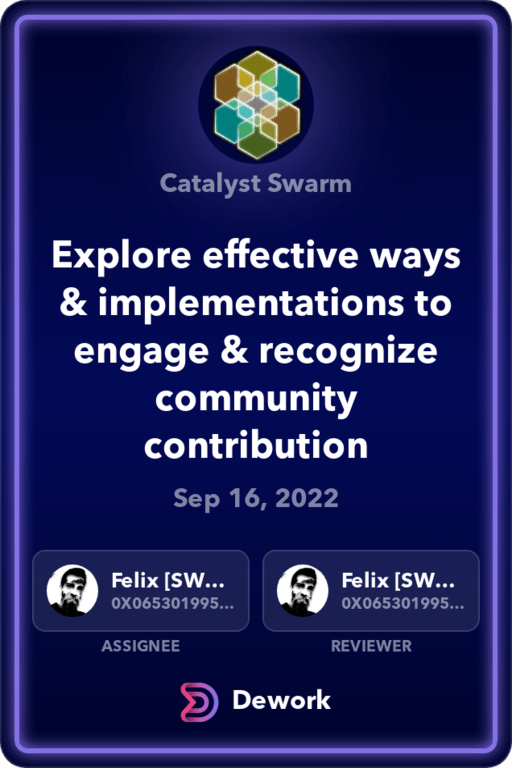 Catalyst Swarm
Explore effective ways
& implementations to
engage & recognize
community
contribution
Sep 16, 2022
Felix [SW... Felix [SW...
0X065301995... 0X065301995...
ASSIGNEE REVIEWER
Dework